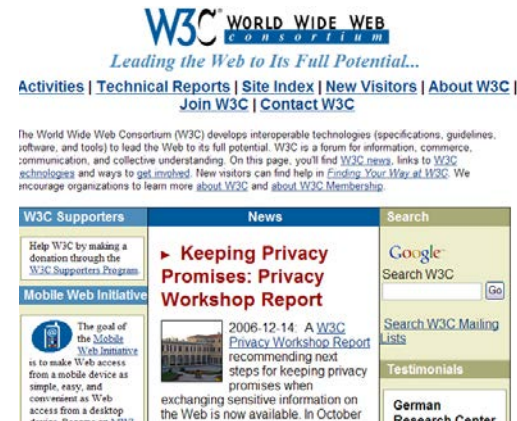 W3C WORLD WIDE WEB
consortium
Leading the Web to Its Full Potential...
Activities | Technical Reports | Site Index | New Visitors | About W3C |
Join W3C | Contact W3C
The World Wide Web Consortium (W3C) develops interoperable technologies (specifications, guidelines,
software, and tools) to lead the Web to its full potential. W3C is a forum for information, commerce,
communication, and collective understanding. On this page, you'll find W3C news, links to W3C
technologies and ways to get involved. New visitors can find help in Finding Your Way at W3C. We
encourage organizations to learn more about W3C and about W3C Membership.
W3C Supporters
Help W3C by making a
donation through the
W3C Supporters Program.
Mobile Web Initiative
The goal of
the Mobile
Web Initiative
is to make Web access
from a mobile device as
simple, easy, and
convenient as Web
access from a desktop
News
► Keeping Privacy
Promises: Privacy
Workshop Report
2006-12-14: A W3C
Privacy Workshop Report
recommending next
steps for keeping privacy
promises when
exchanging sensitive information on
the Web is now available. In October
Search
Google
Search W3C
Go
Search W3C Mailing
Lists
Testimonials
German
Research Center